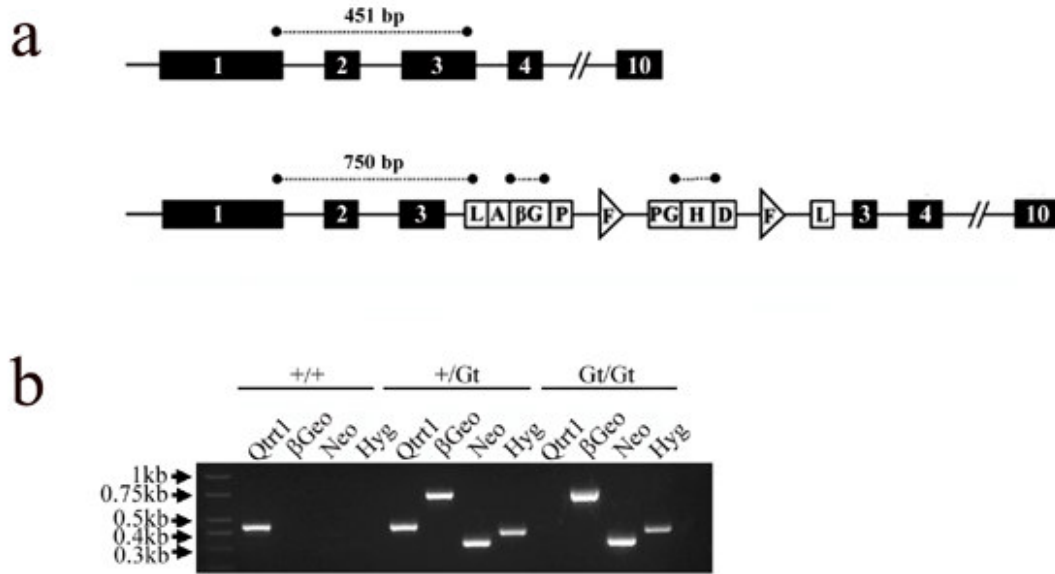 a
451 bp
1 2 3 4 // 10
750 bp
1 2 3 L A βG P F PG H D F L 3 4 // 10
b
+/+ +/Gt Gt/Gt
Qtrt1 βGeo Neo Hyg Qtrt1 βGeo Neo Hyg Qtrt1 βGeo Neo Hyg
1kb
0.75kb
0.5kb
0.4kb
0.3kb